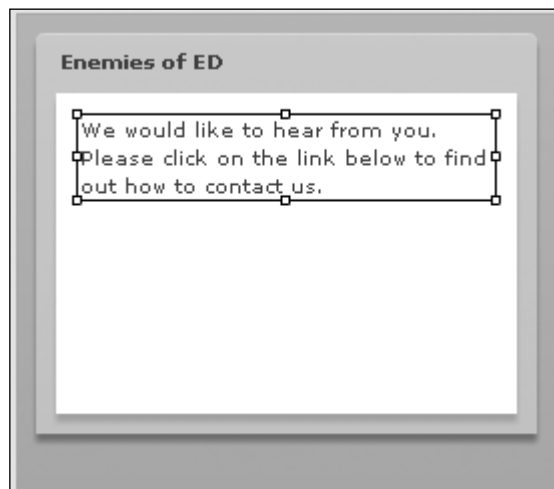 Enemies of ED
We would like to hear from you.
Please click on the link below to find
out how to contact us.